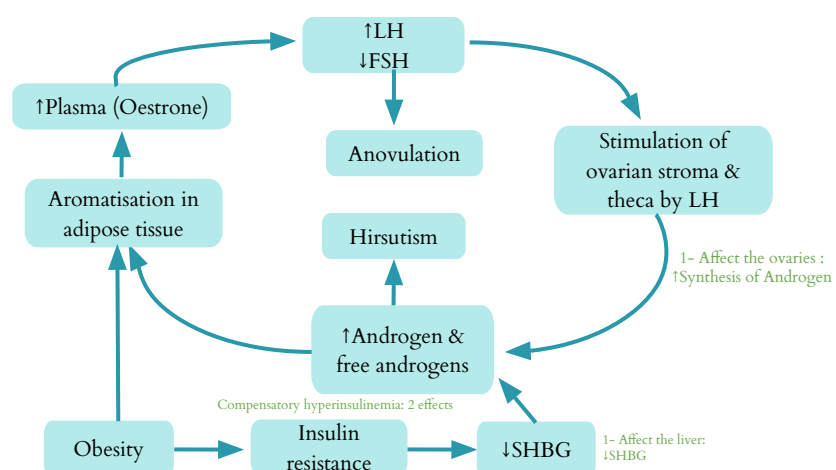 ↑LH
↓FSH
↑Plasma (Oestrone)
Anovulation
Stimulation of
ovarian stroma &
theca by LH
Aromatisation in
adipose tissue
Hirsutism
1- Affect the ovaries :
↑Synthesis of Androgen
↑Androgen &
free androgens
Compensatory hyperinsulinemia: 2 effects
Obesity
Insulin
resistance
↓SHBG
1- Affect the liver:
↓SHBG